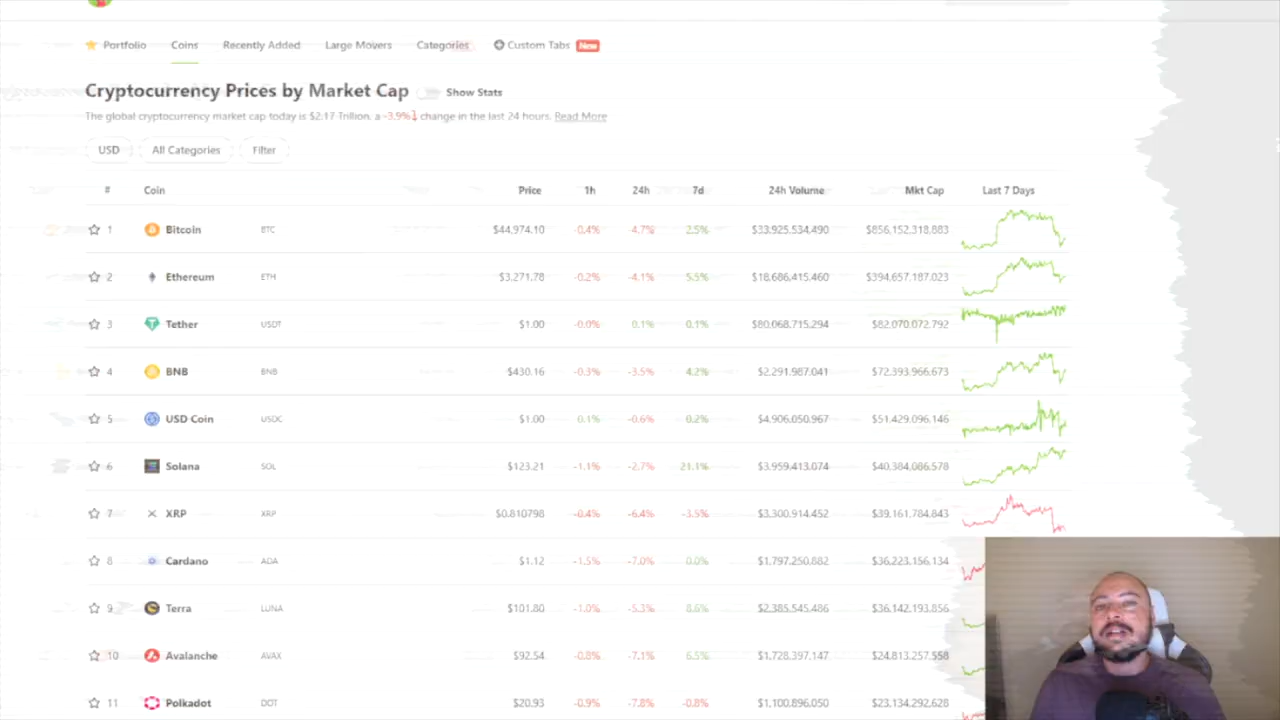 Portfolio Coins Recently Added Large Movers Categories Custom Tabs New
Cryptocurrency Prices by Market Cap Show Stats
The global cryptocurrency market cap today is $2.17 Trillion, a -3.9% change in the last 24 hours. Read More
USD All Categories Filter
# Coin Price 1h 24h 7d 24h Volume Mkt Cap Last 7 Days
1 Bitcoin BTC $44,974.10 -0.4% -4.7% 2.5% $33,925,534,490 $856,152,318,883
2 Ethereum ETH $3,271.78 -0.2% -4.1% 5.5% $18,686,415,460 $394,657,187,023
3 Tether USDT $1.00 -0.0% 0.1% 0.1% $80,068,715,294 $82,070,072,792
4 BNB BNB $430.16 -0.3% -3.5% 4.2% $2,291,987,041 $72,393,966,673
5 USD Coin USDC $1.00 0.1% -0.6% 0.2% $4,906,050,967 $51,429,096,146
6 Solana SOL $123.21 -1.1% -2.7% 21.1% $3,959,413,074 $40,384,086,578
7 XRP XRP $0.810798 -0.4% -6.4% -3.5% $3,300,914,452 $39,161,784,843
8 Cardano ADA $1.12 -1.5% -7.0% 0.0% $1,797,250,882 $36,223,156,134
9 Terra LUNA $101.80 -1.0% -5.3% 8.6% $2,385,545,486 $36,142,193,856
10 Avalanche AVAX $92.54 -0.8% -7.1% 6.5% $1,728,397,147 $24,813,257,558
11 Polkadot DOT $20.93 -0.9% -7.8% -0.8% $1,100,896,050 $23,134,292,628